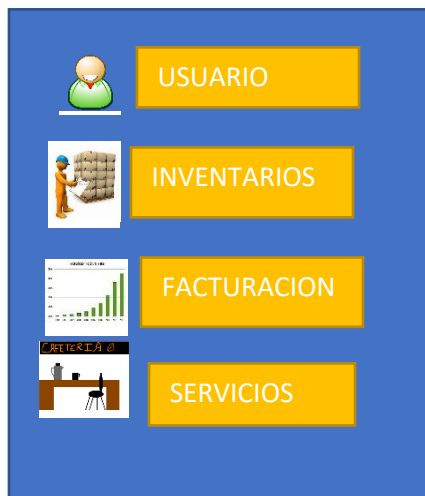 USUARIO
INVENTARIOS
FACTURACION
CAFETERIA
SERVICIOS